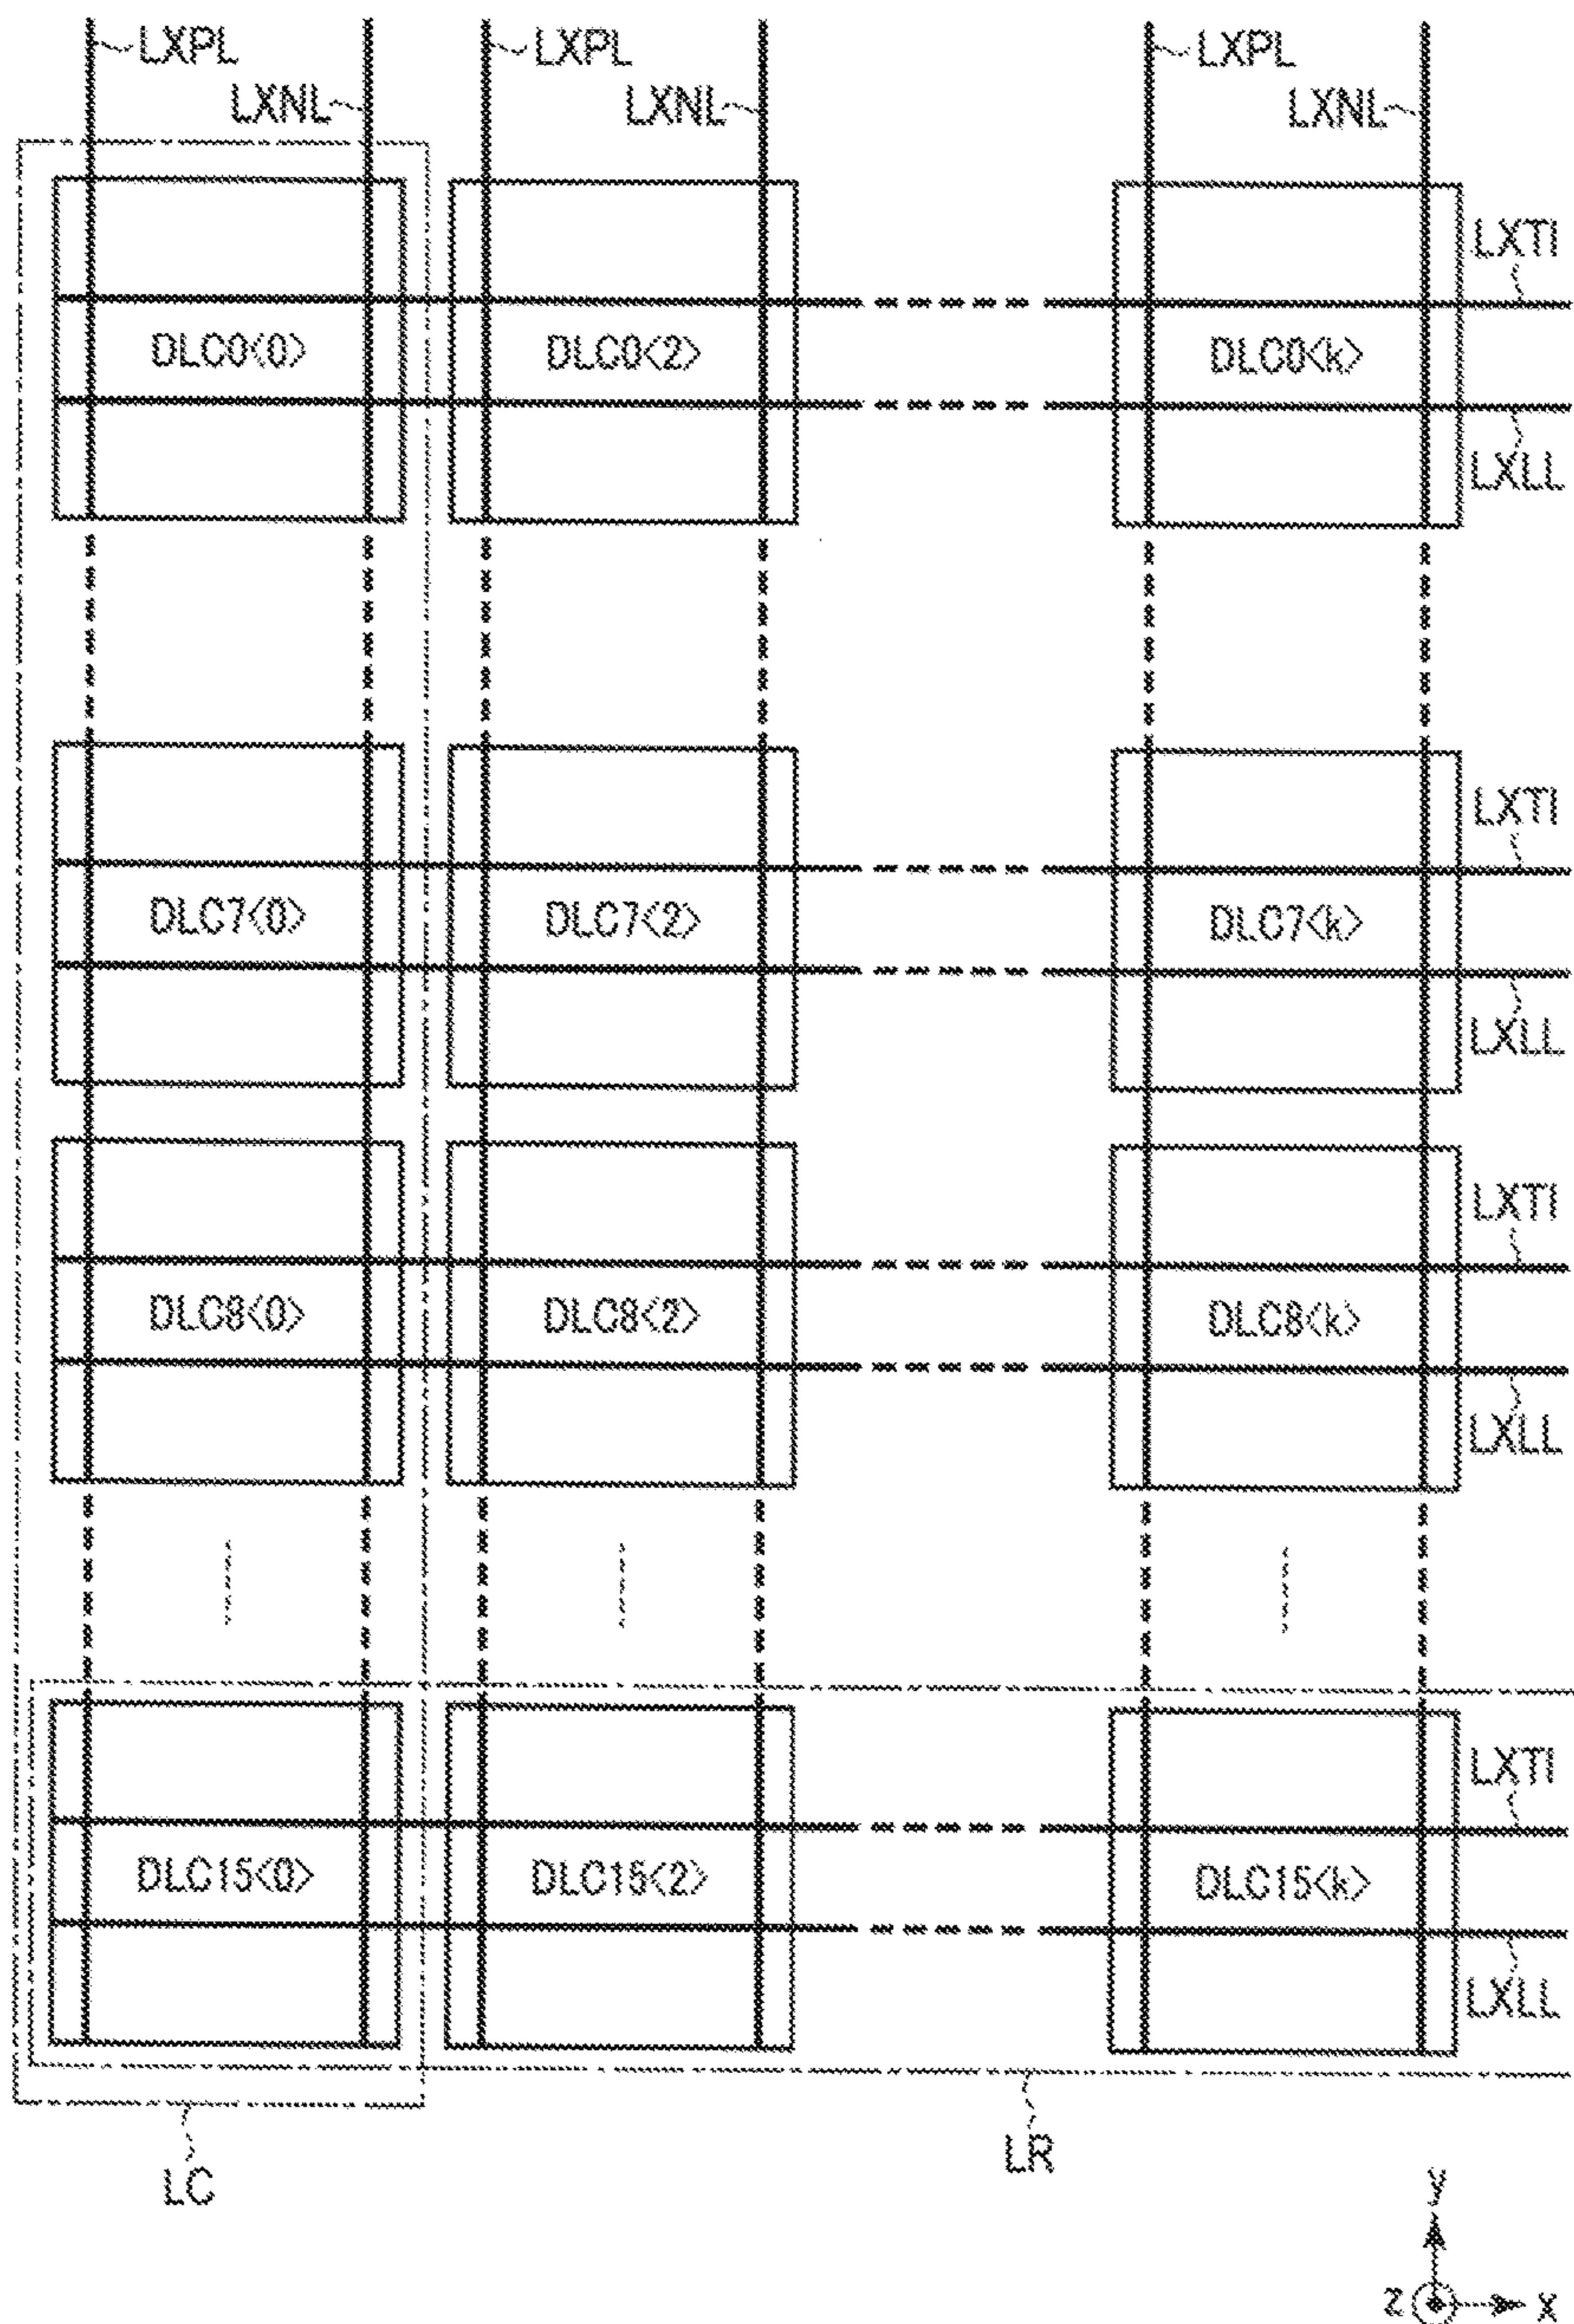 LXPL LXPL LXPL
LXNL LXNL LXNL
LXTI
DLC0<0> DLC0<2> DLC0<k>
LXLL
LXTI
DLC7<0> DLC7<2> DLC7<k>
LXLL
LXTI
DLC8<0> DLC8<2> DLC8<k>
LXLL
LXTI
DLC15<0> DLC15<2> DLC15<k>
LXLL
LC
LR
y
z
x